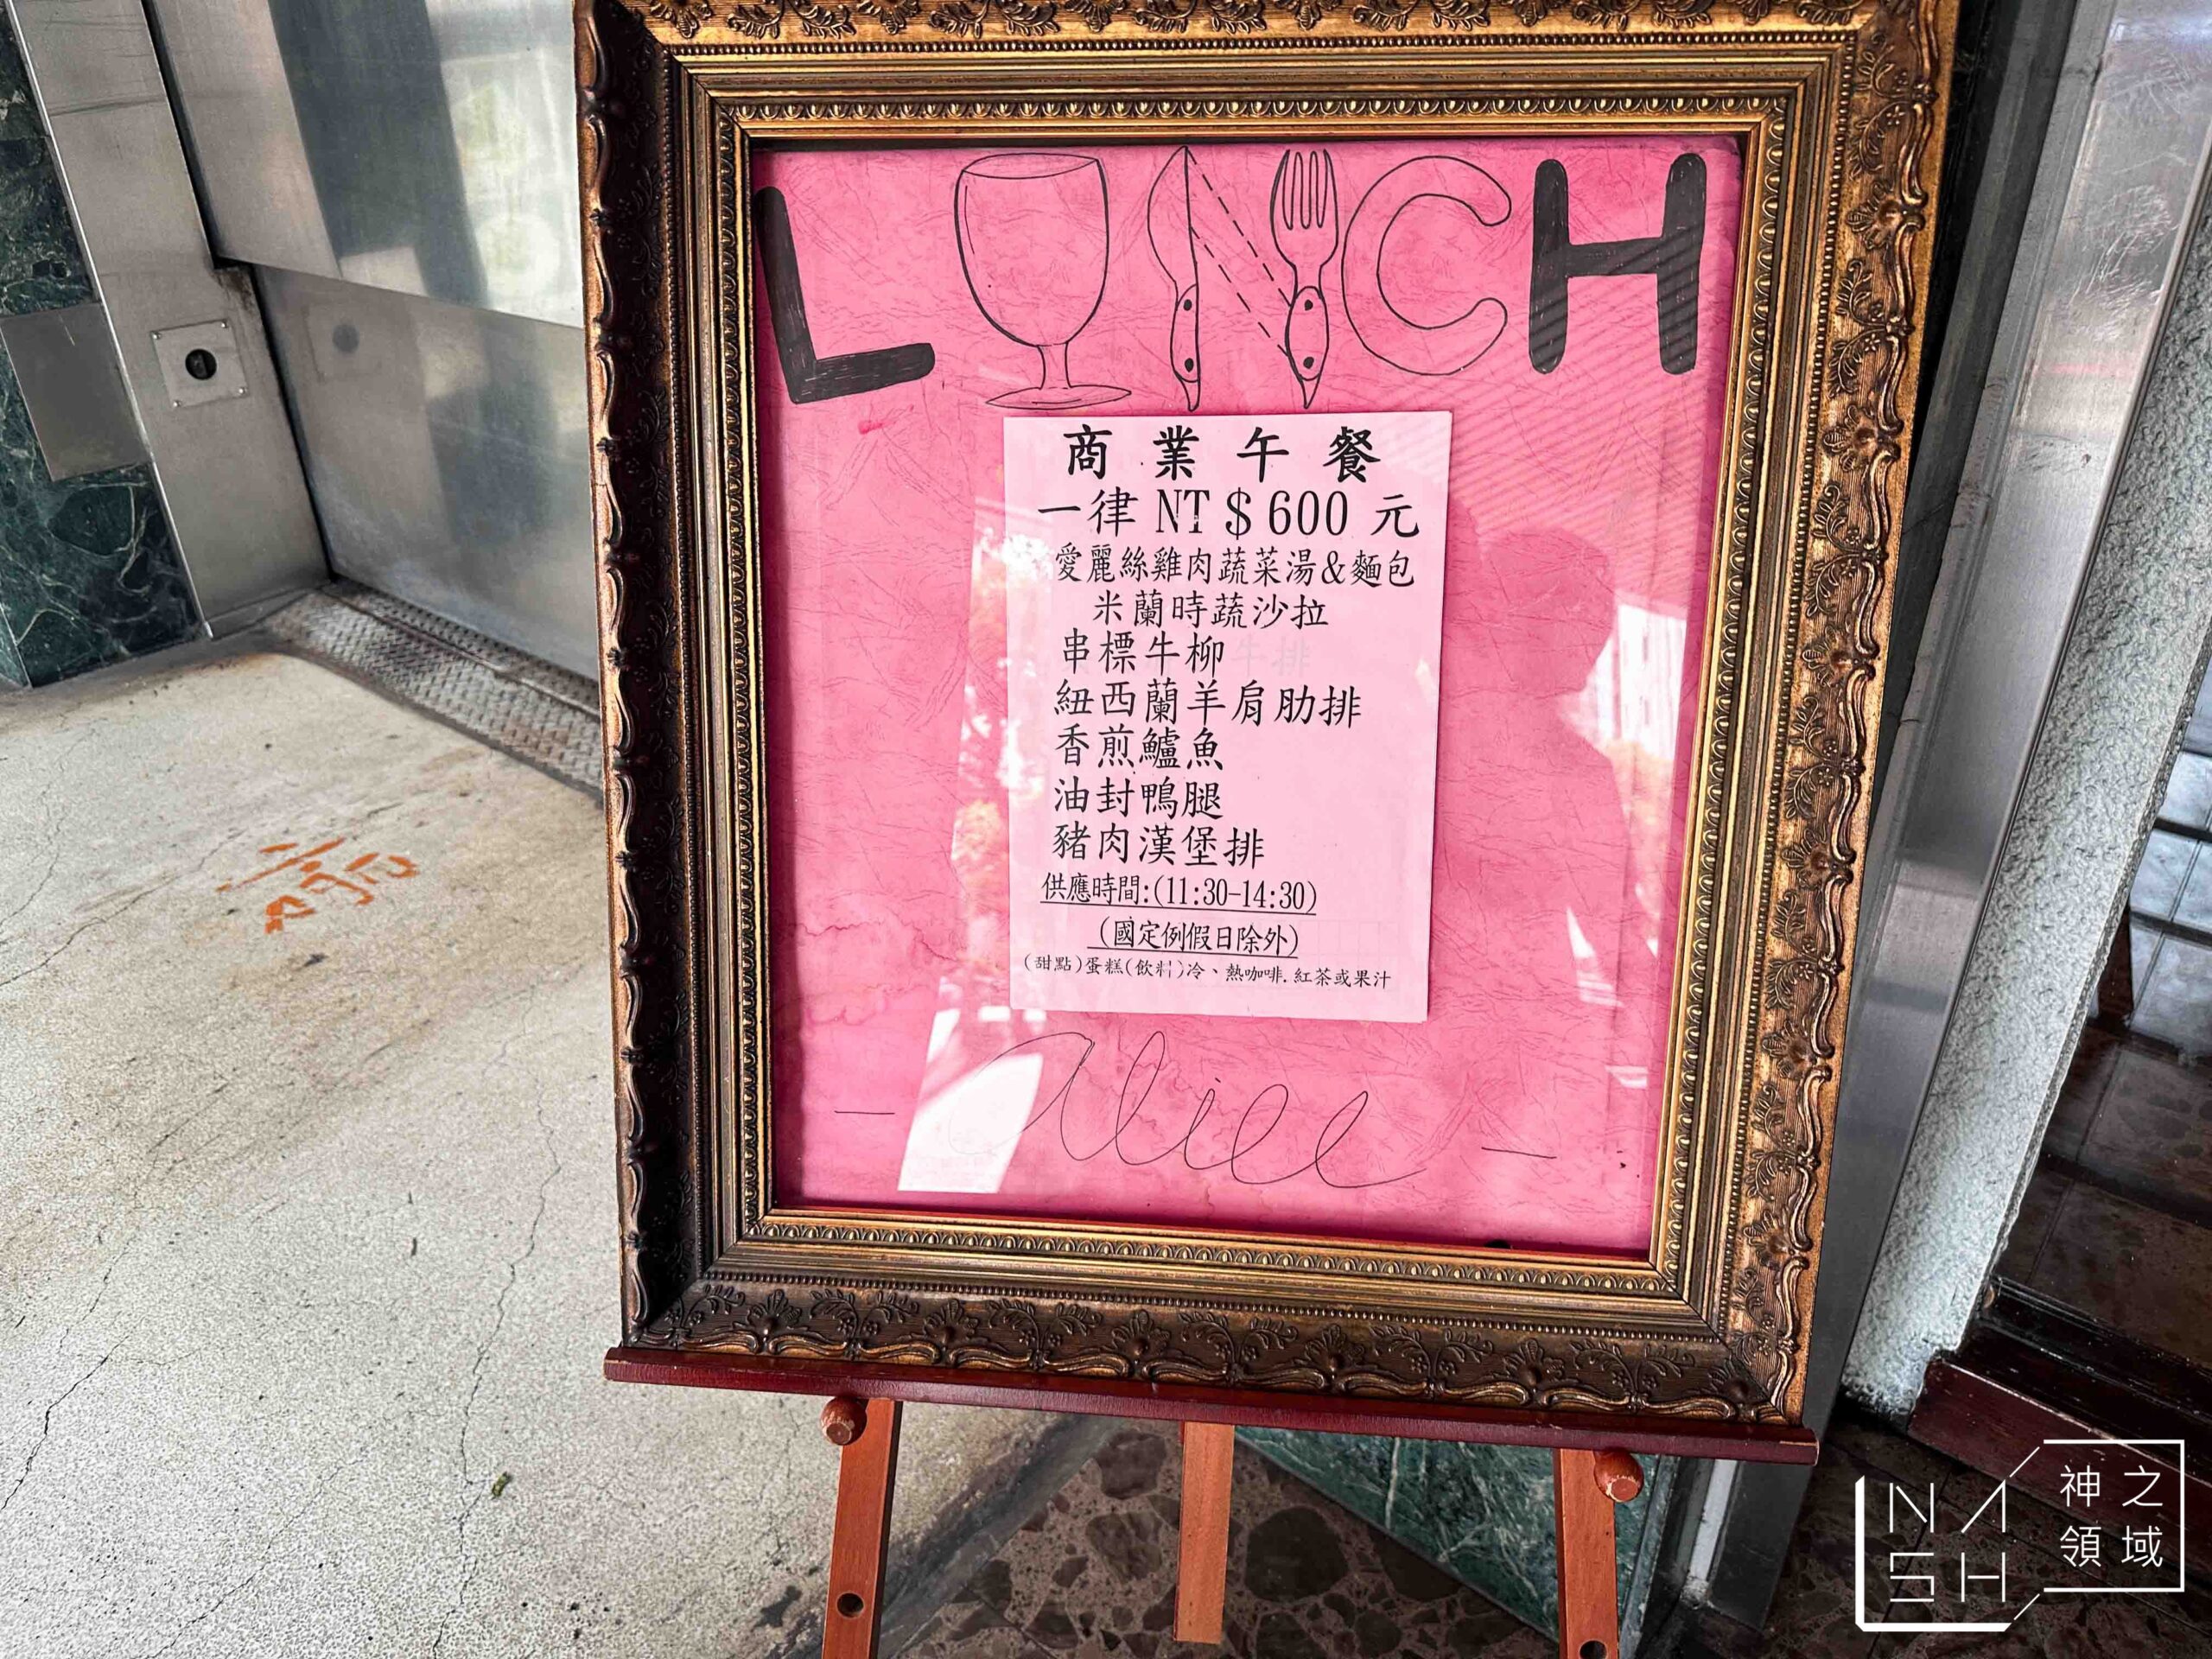 LUNCH
商業午餐
一律 NT$600 元
愛麗絲雞肉蔬菜湯&麵包
米蘭時蔬沙拉
串標牛柳
紐西蘭羊肩肋排
香煎鱸魚
油封鴨腿
豬肉漢堡排
供應時間:(11:30-14:30)
(國定例假日除外)
(甜點)蛋糕(飲料)冷、熱咖啡.紅茶或果汁
- Alice -
NASH
神之
領域